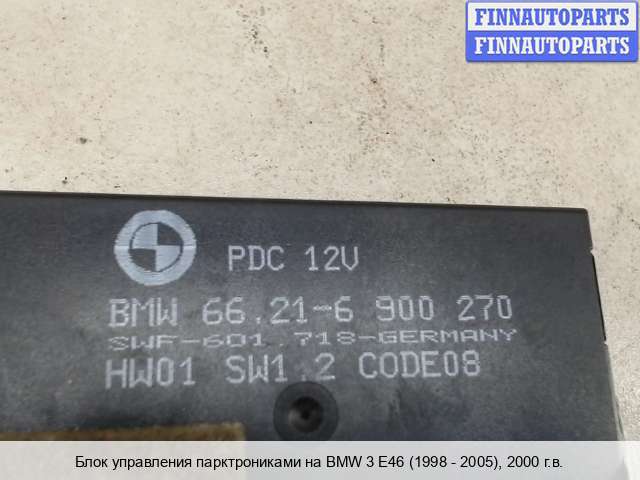 FINNAUTOPARTS
FINNAUTOPARTS
PDC 12V
BMW 66.21-6 900 270
SWF-601.718-GERMANY
HW01 SW1.2 CODE08
Блок управления парктрониками на BMW 3 E46 (1998 - 2005), 2000 г.в.